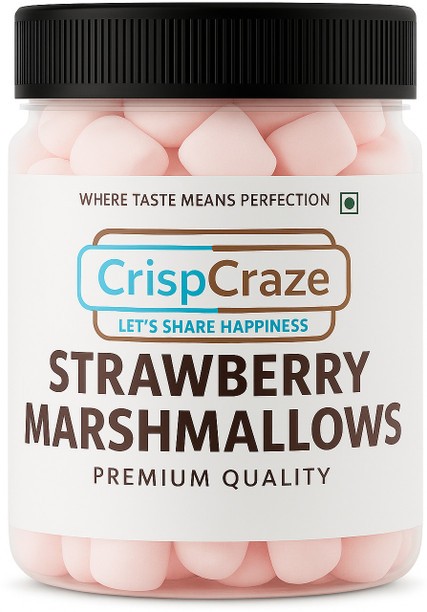 WHERE TASTE MEANS PERFECTION
CrispCraze
LET'S SHARE HAPPINESS
STRAWBERRY
MARSHMALLOWS
PREMIUM QUALITY